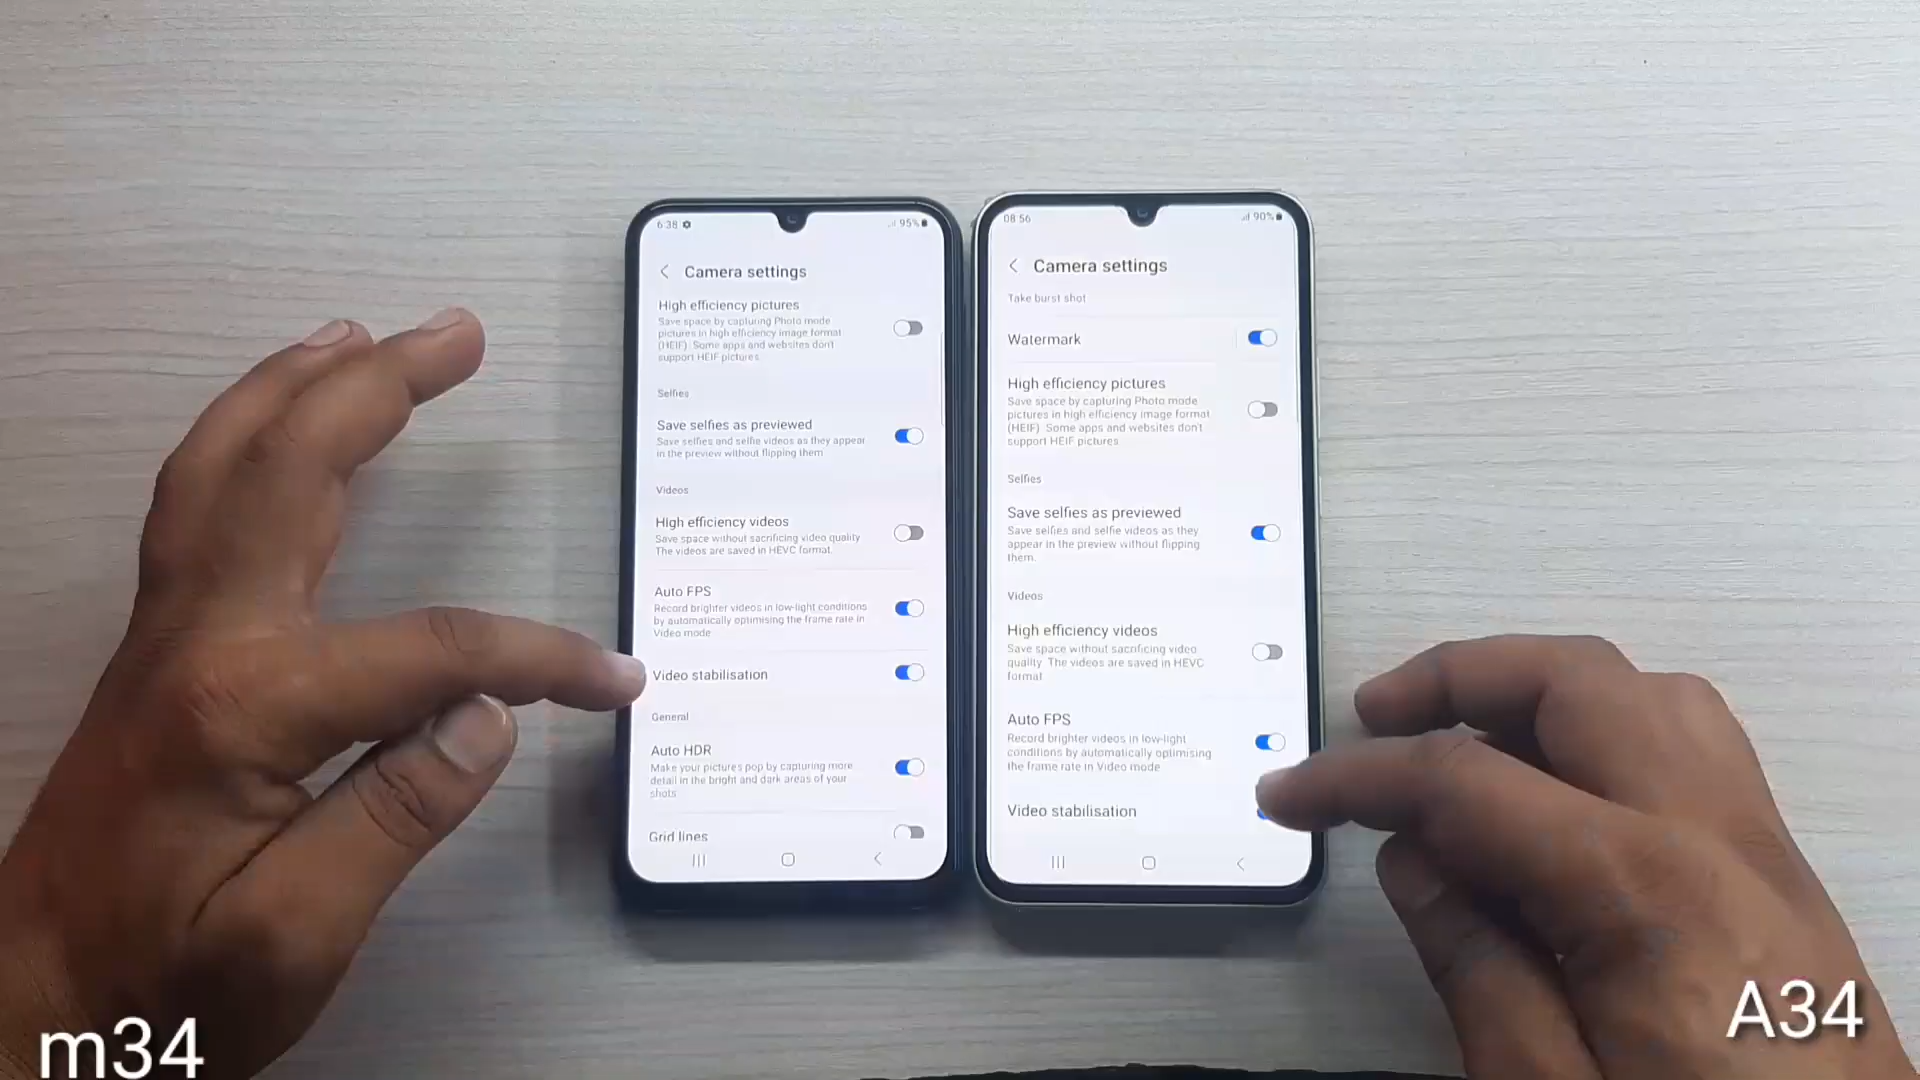 6:38
95%
Camera settings
High efficiency pictures
Save space by capturing Photo mode
pictures in high efficiency image format
(HEIF). Some apps and websites don't
support HEIF pictures.
Selfies
Save selfies as previewed
Save selfies and selfie videos as they appear
in the preview without flipping them.
Videos
High efficiency videos
Save space without sacrificing video quality.
The videos are saved in HEVC format.
Auto FPS
Record brighter videos in low-light conditions
by automatically optimising the frame rate in
Video mode.
Video stabilisation
General
Auto HDR
Make your pictures pop by capturing more
detail in the bright and dark areas of your
shots.
Grid lines
08:56
90%
Camera settings
Take burst shot
Watermark
High efficiency pictures
Save space by capturing Photo mode
pictures in high efficiency image format
(HEIF). Some apps and websites don't
support HEIF pictures.
Selfies
Save selfies as previewed
Save selfies and selfie videos as they
appear in the preview without flipping
them.
Videos
High efficiency videos
Save space without sacrificing video
quality. The videos are saved in HEVC
format.
Auto FPS
Record brighter videos in low-light
conditions by automatically optimising
the frame rate in Video mode.
Video stabilisation
m34
A34